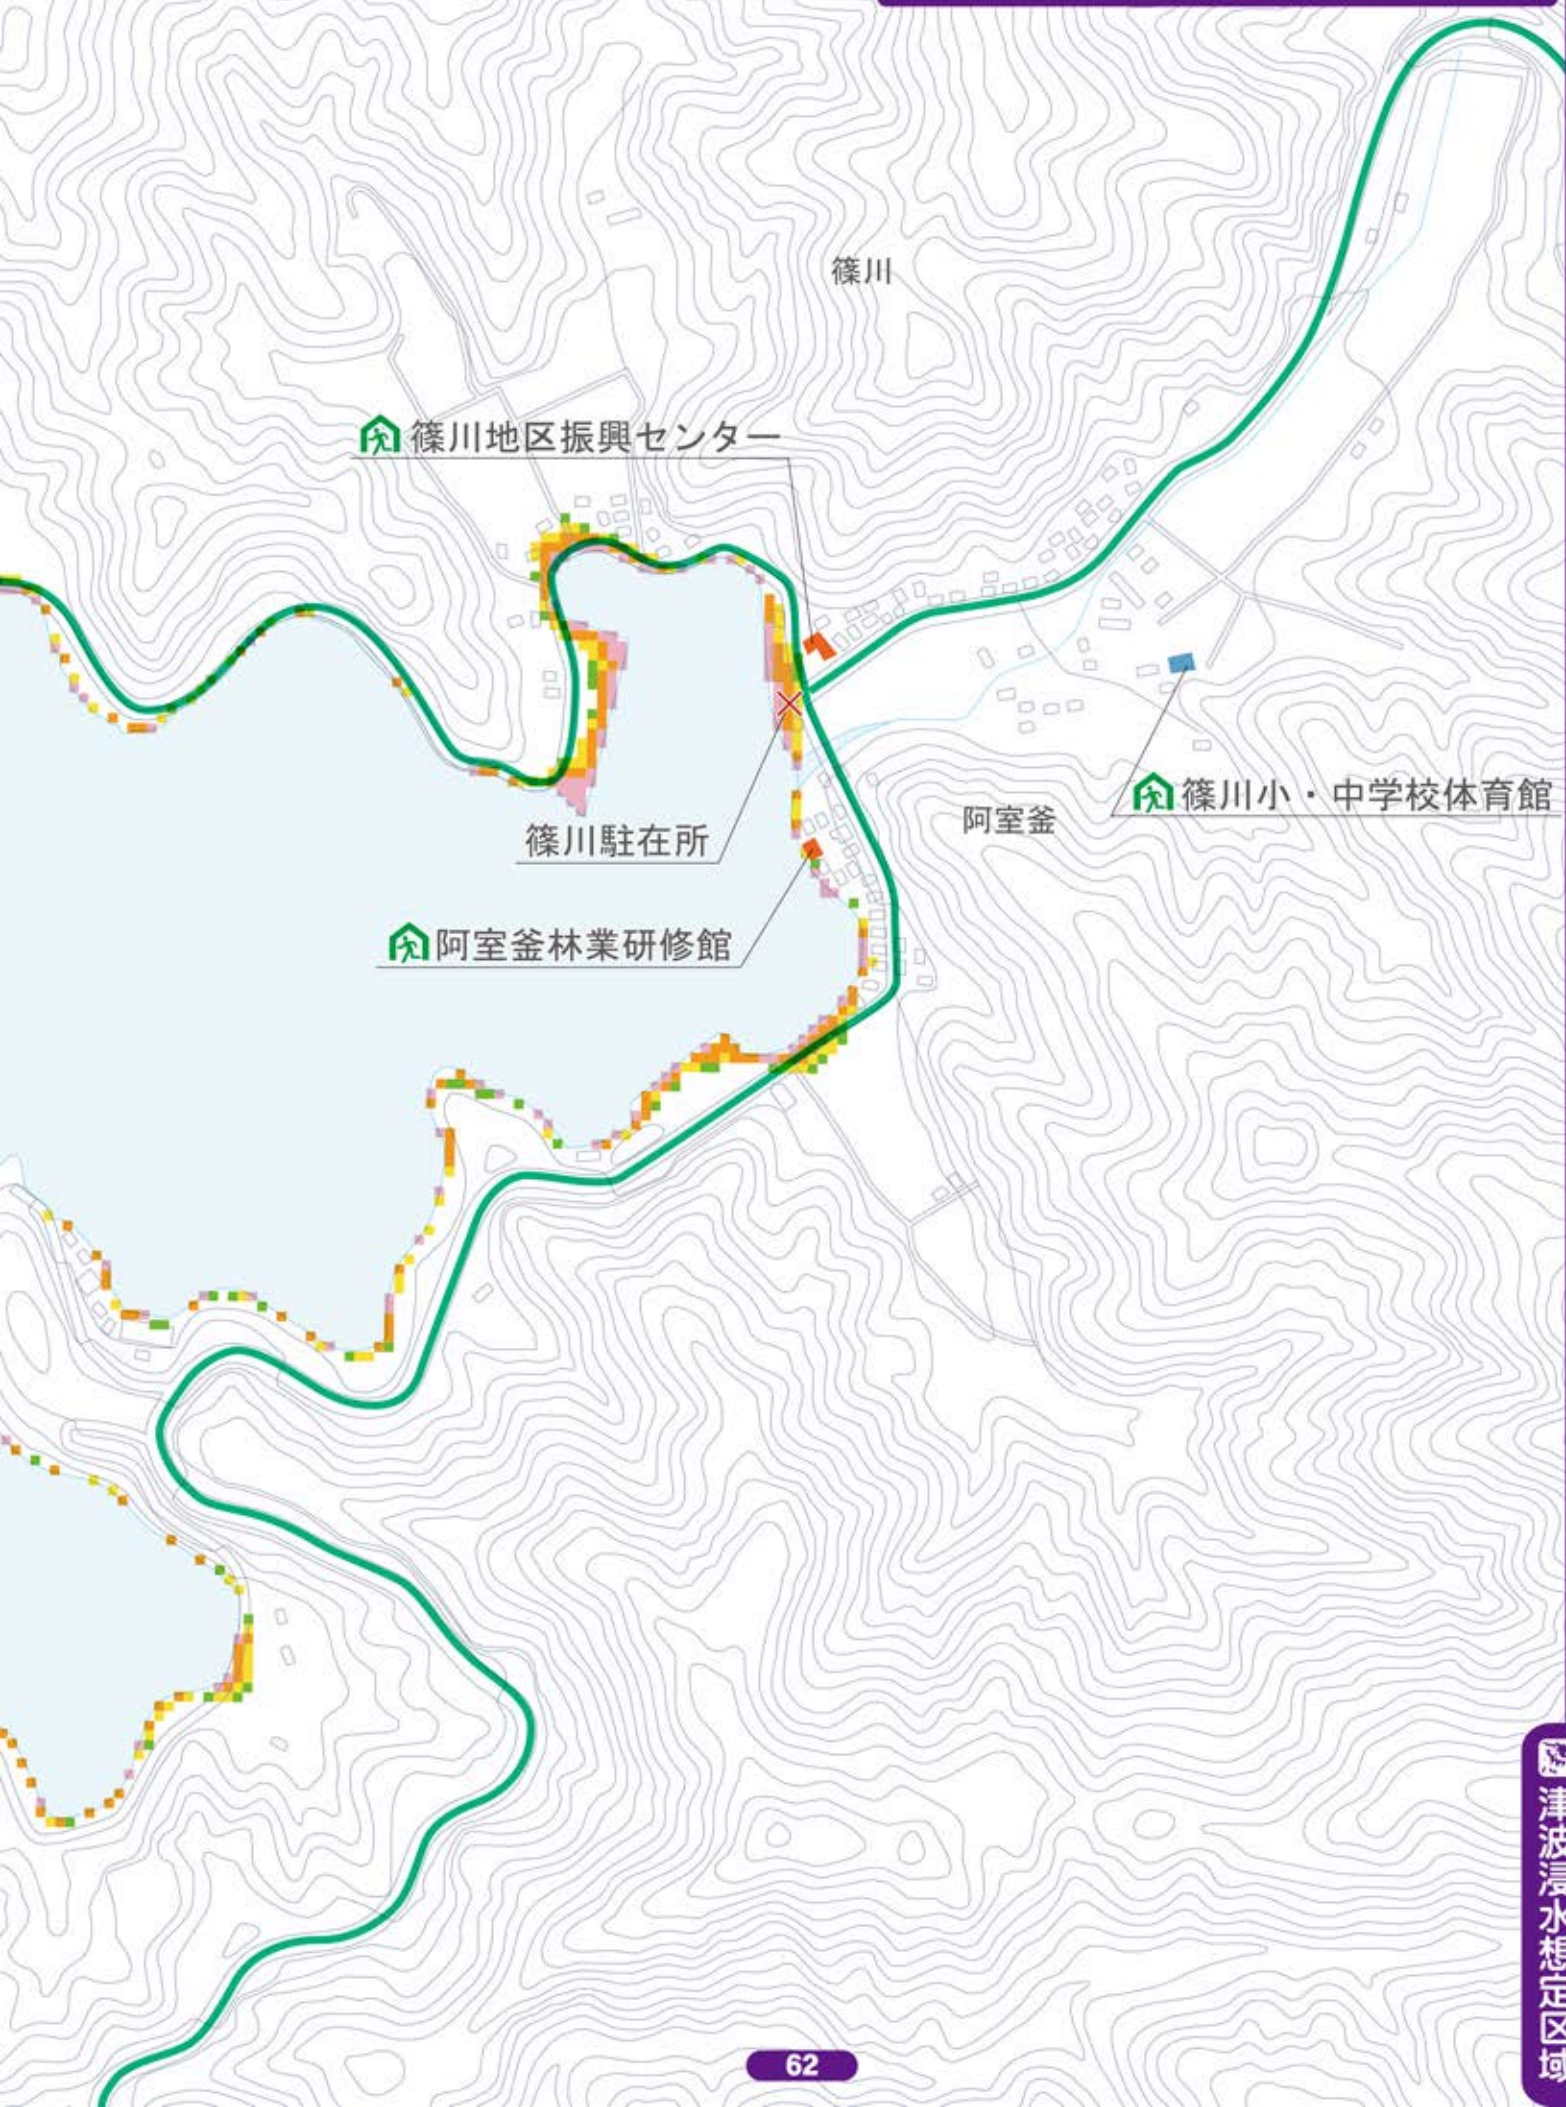 篠川
篠川地区振興センター
篠川小・中学校体育館
阿室釜
篠川駐在所
阿室釜林業研修館
津波浸水想定区域
62